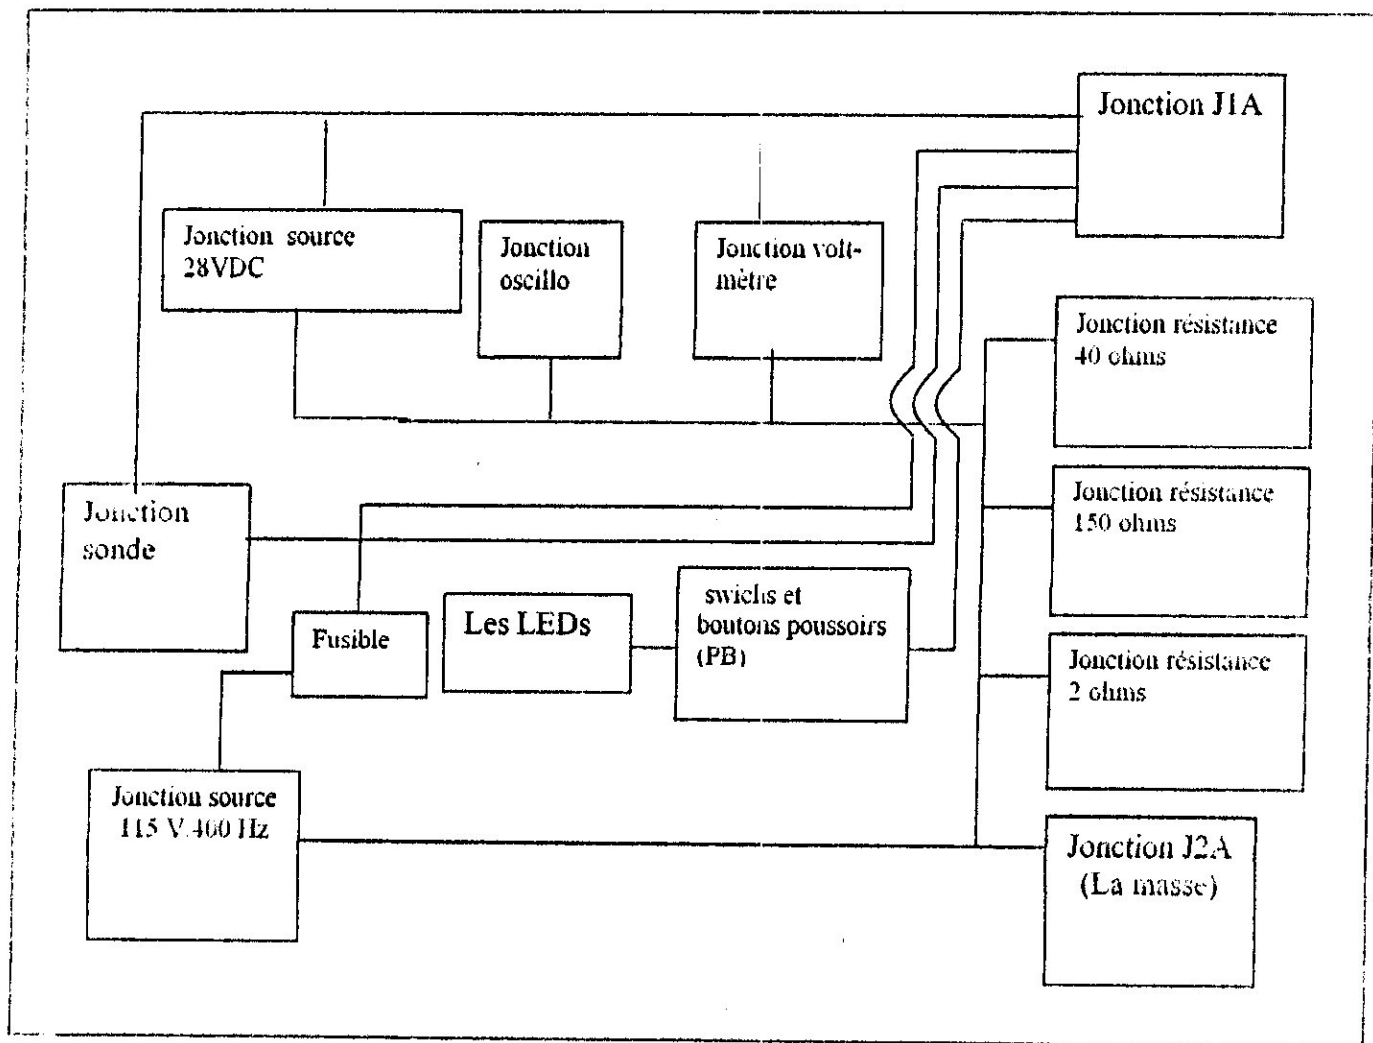 Jonction J1A
Jonction source
28VDC
Jonction
oscillo
Jonction volt-
mètre
Jonction résistance
40 ohms
Jonction
sonde
Jonction résistance
150 ohms
Fusible
Les LEDs
swichs et
boutons poussoirs
(PB)
Jonction résistance
2 ohms
Jonction source
115 V.400 Hz
Jonction J2A
(La masse)